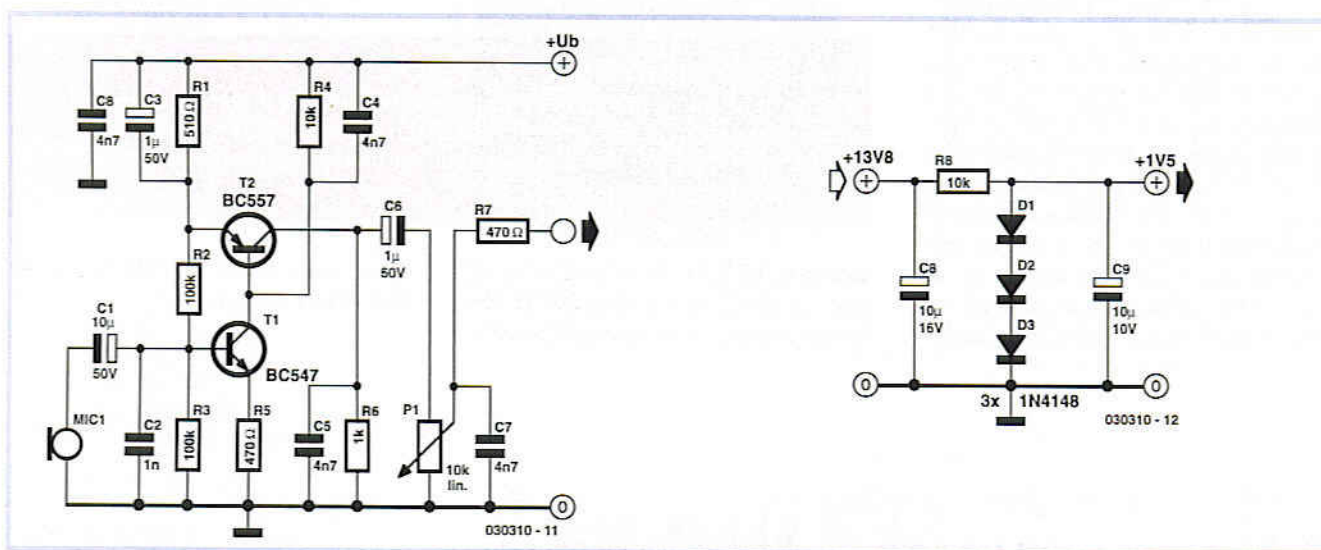 +Ub
C8
4n7
C3
1µ
50V
R1
510Ω
R4
10k
C4
4n7
T2
BC557
R2
100k
C6
1µ
50V
R7
470Ω
C1
10µ
50V
T1
BC547
MIC1
C2
1n
R3
100k
R5
470Ω
C5
4n7
R6
1k
P1
10k
lin.
C7
4n7
0
030310 - 11
+13V8
R8
10k
+1V5
D1
D2
D3
C8
10µ
16V
C9
10µ
10V
0
0
3x 1N4148
030310 - 12